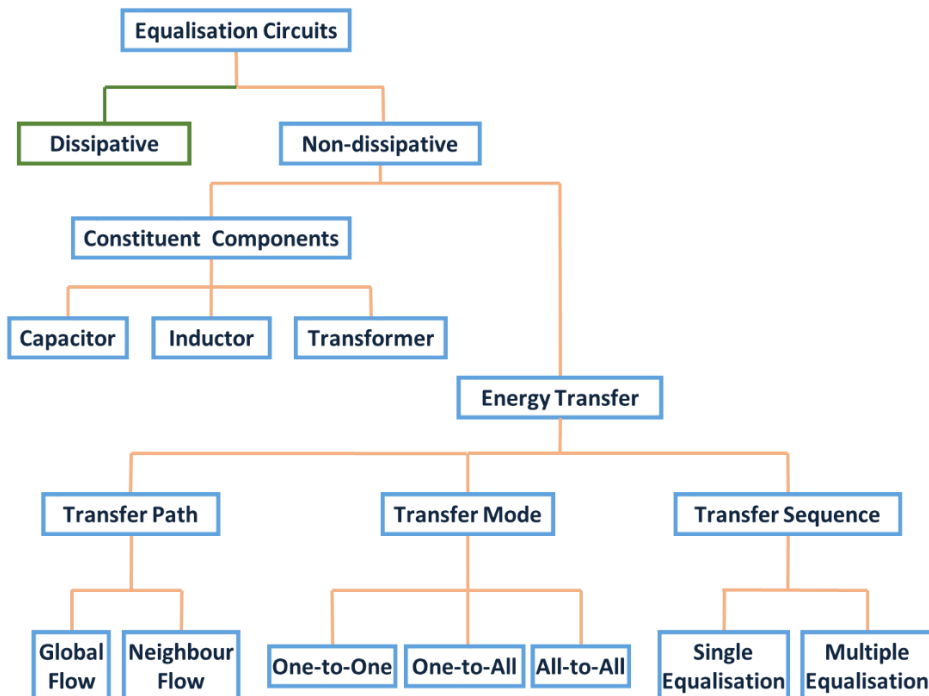 Equalisation Circuits
Dissipative
Non-dissipative
Constituent Components
Capacitor
Inductor
Transformer
Energy Transfer
Transfer Path
Transfer Mode
Transfer Sequence
Global
Flow
Neighbour
Flow
One-to-One
One-to-All
All-to-All
Single
Equalisation
Multiple
Equalisation